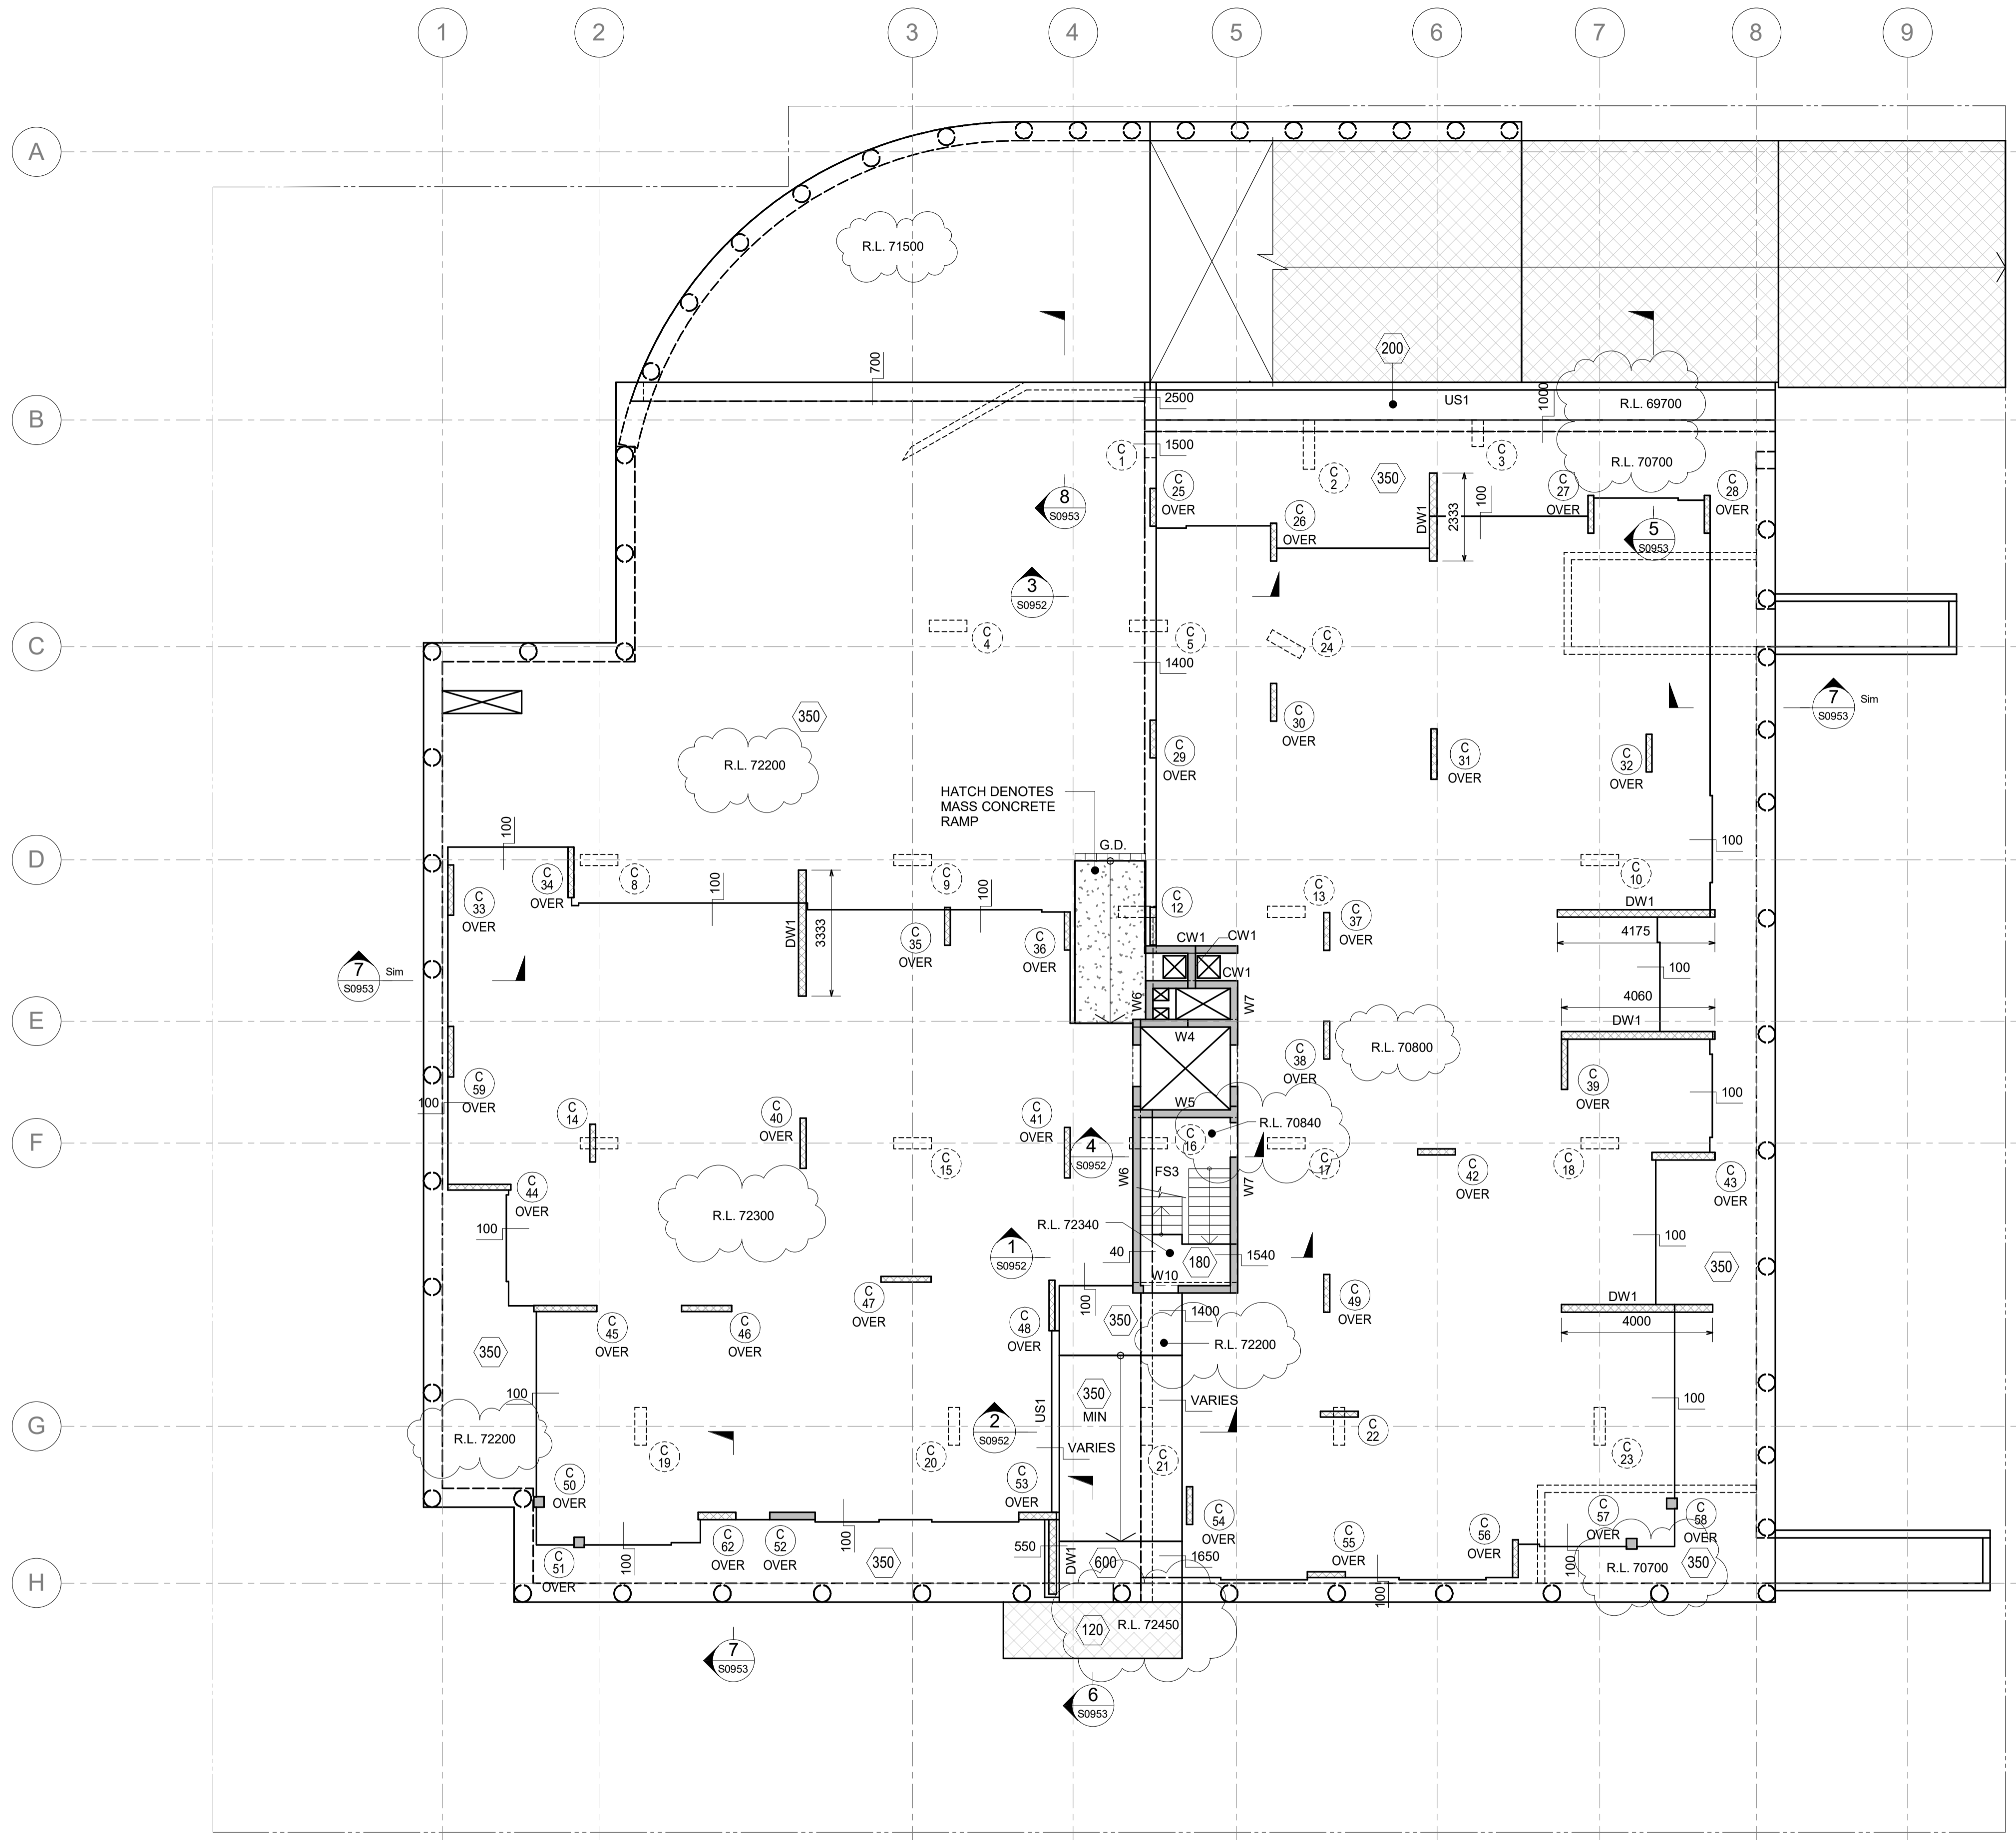 1
2
3
4
5
6
7
8
9
A
R.L. 71500
200
700
2500
US1
1000
R.L. 69700
B
1500
C
1
C
2
C
3
350
R.L. 70700
C
25
OVER
C
26
OVER
DW1
2333
100
C
27
OVER
C
28
OVER
8
S0953
5
S0953
3
S0952
C
C
4
C
5
C
24
1400
7
S0953
Sim
350
R.L. 72200
C
30
OVER
C
29
OVER
C
31
OVER
C
32
OVER
HATCH DENOTES
MASS CONCRETE
RAMP
G.D.
100
100
D
C
33
OVER
C
34
OVER
C
8
100
DW1
3333
C
9
100
C
35
OVER
C
36
OVER
C
12
C
13
C
37
OVER
C
10
DW1
4175
CW1
CW1
CW1
100
7
S0953
Sim
W6
W7
4060
DW1
E
W4
C
38
OVER
R.L. 70800
C
59
OVER
100
C
39
OVER
100
W5
R.L. 70840
C
14
C
40
OVER
C
41
OVER
F
4
S0952
C
16
C
15
C
17
C
42
OVER
C
18
C
43
OVER
W6
FS3
W7
C
44
OVER
100
R.L. 72300
R.L. 72340
1
S0952
40
180
1540
100
350
W10
DW1
4000
C
47
OVER
C
45
OVER
C
46
OVER
C
48
OVER
100
350
1400
R.L. 72200
C
49
OVER
350
100
350
MIN
VARIES
100
US1
G
R.L. 72200
2
S0952
VARIES
C
19
C
20
C
21
C
22
C
23
C
50
OVER
C
53
OVER
C
54
OVER
C
57
OVER
C
58
OVER
C
51
OVER
100
C
62
OVER
C
52
OVER
100
350
550
DW1
600
1650
C
55
OVER
C
56
OVER
100
100
R.L. 70700
350
H
120
R.L. 72450
7
S0953
6
S0953